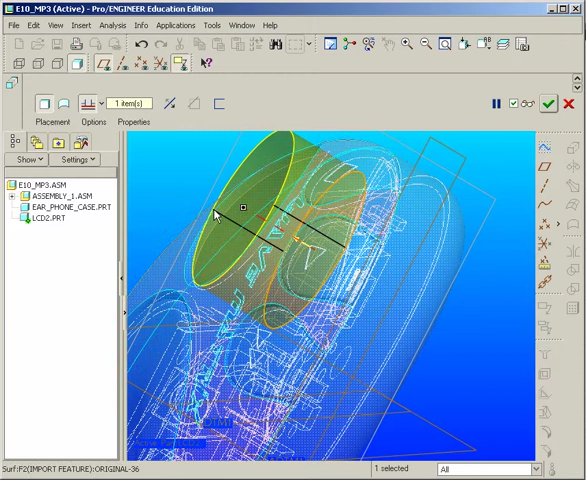 E10_MP3 (Active) - Pro/ENGINEER Education Edition
File Edit View Insert Analysis Info Applications Tools Window Help
1 item(s)
Placement Options Properties
Show Settings
E10_MP3.ASM
ASSEMBLY_1.ASM
EAR_PHONE_CASE.PRT
LCD2.PRT
Surf:F2(IMPORT FEATURE):ORIGINAL-36
1 selected
All